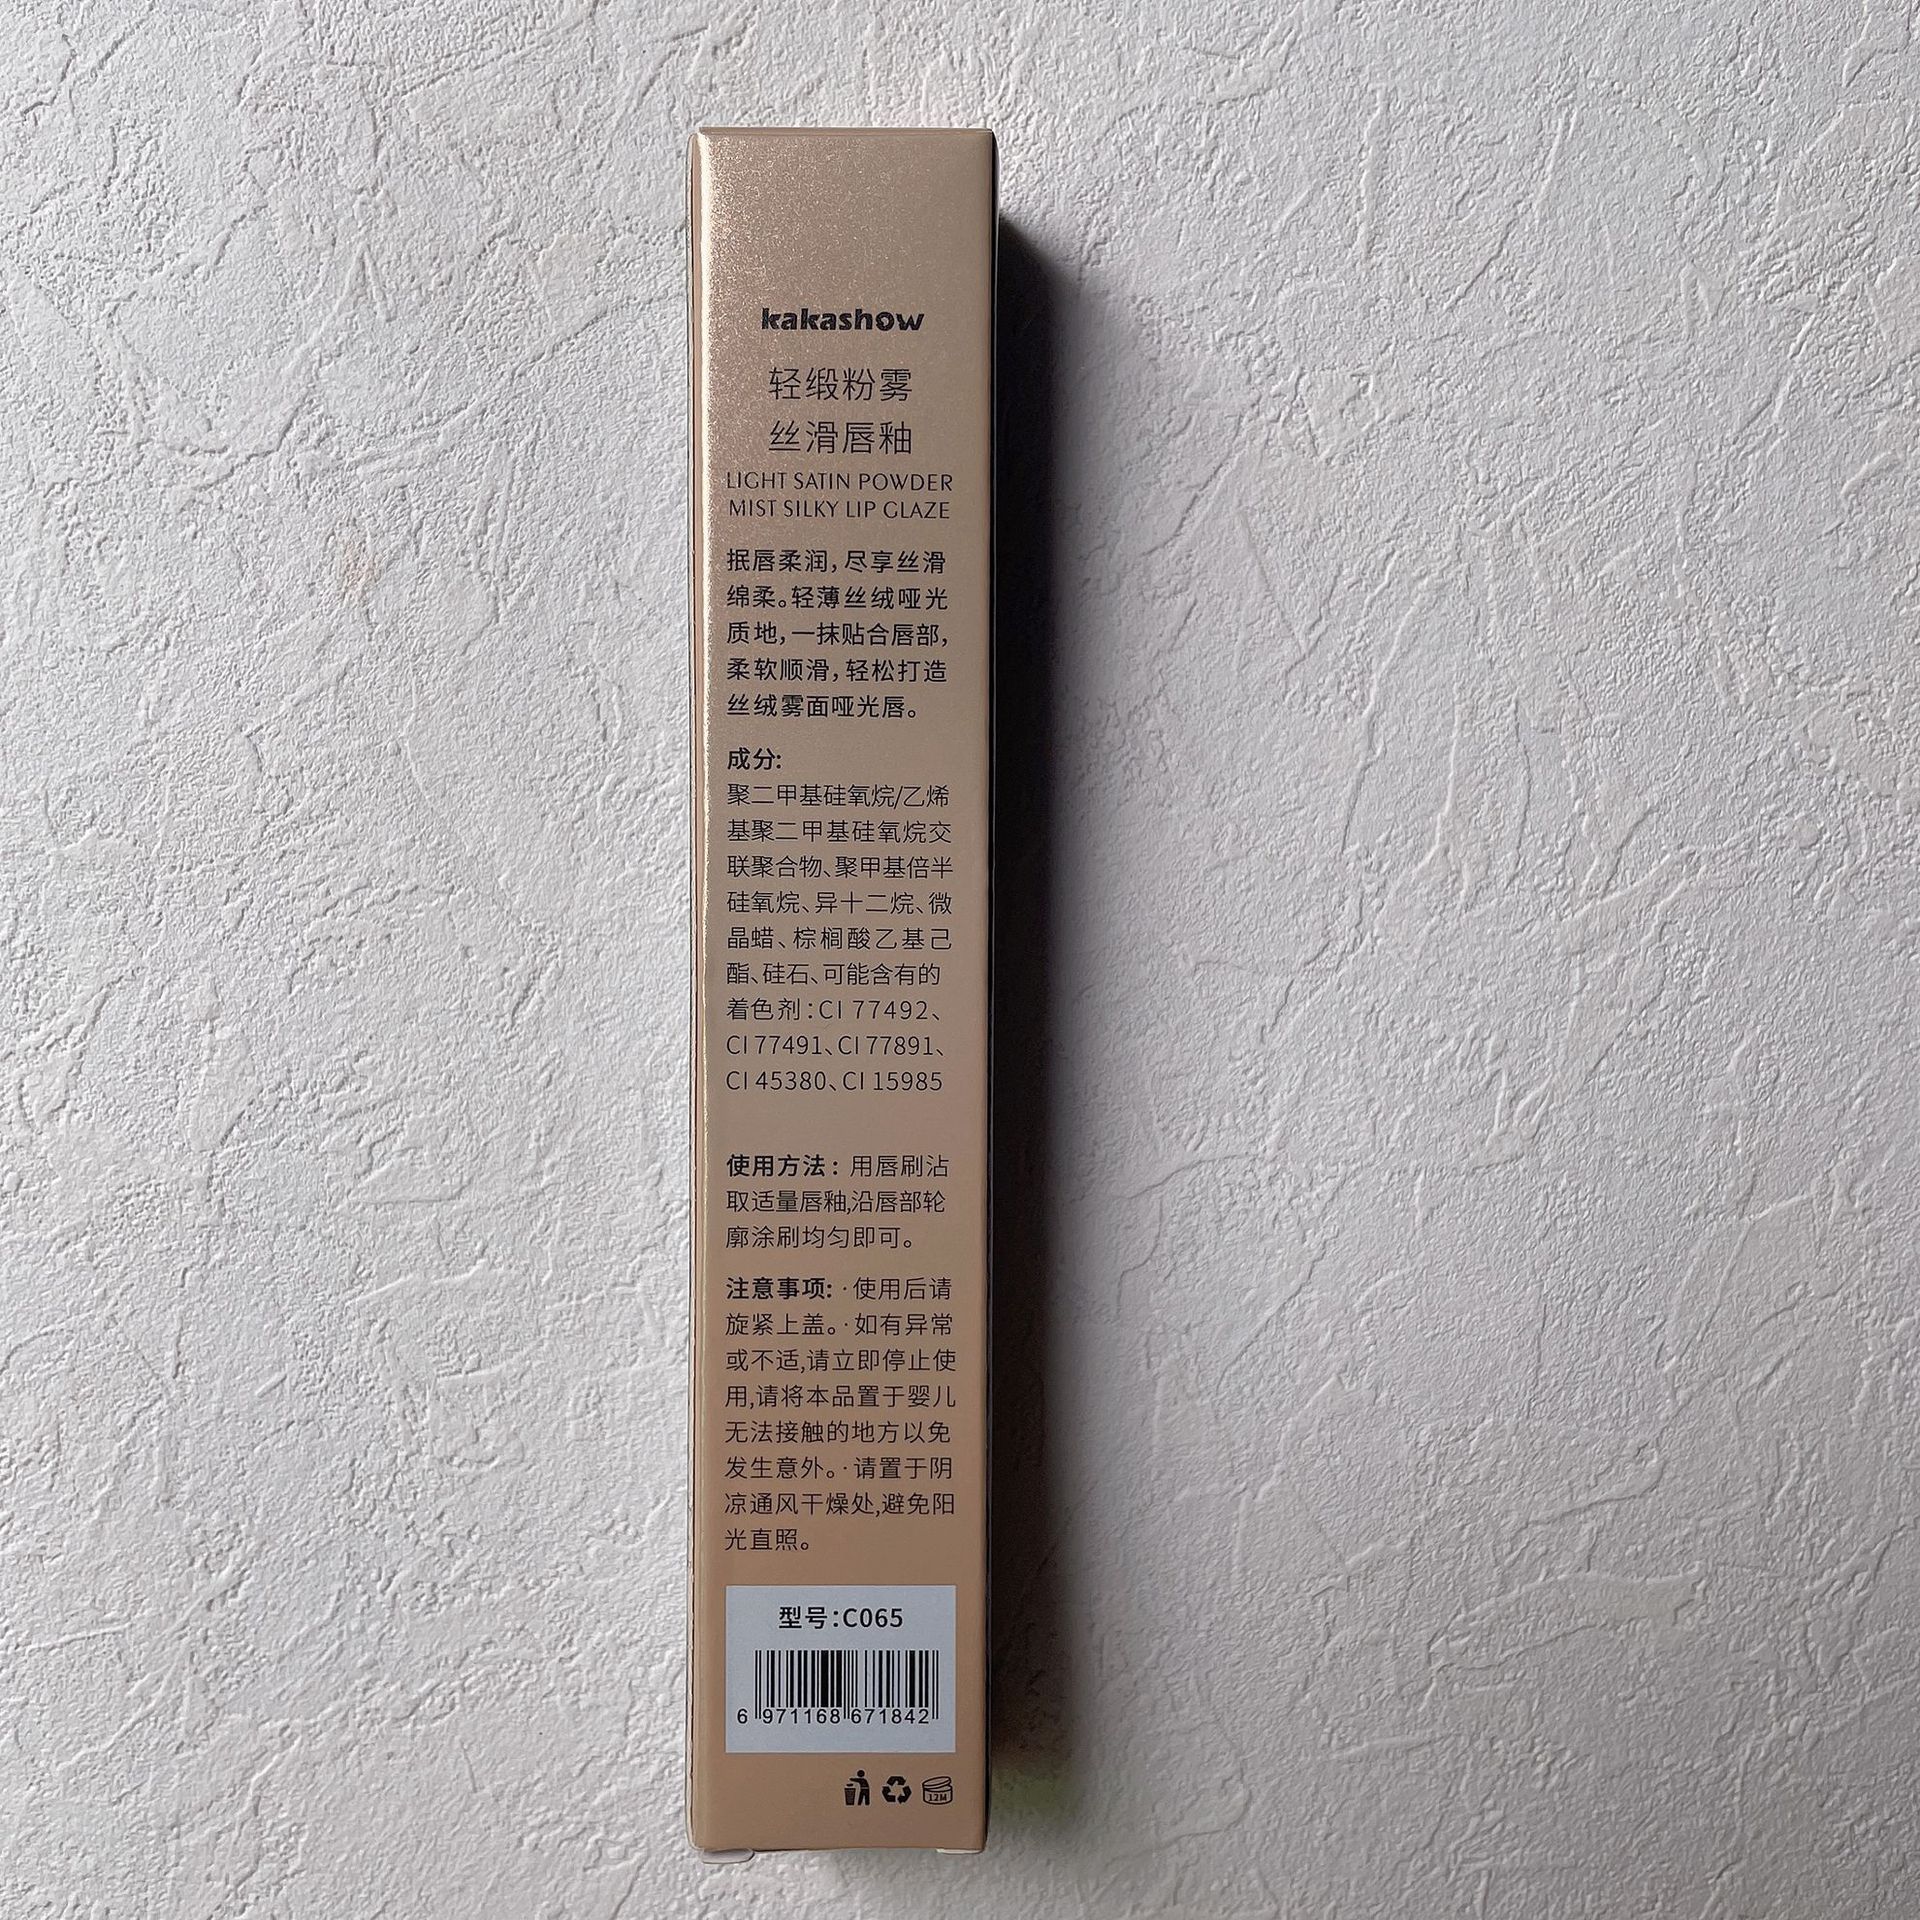 kakashow
轻缎粉雾
丝滑唇釉
LIGHT SATIN POWDER
MIST SILKY LIP GLAZE
抿唇柔润，尽享丝滑
绵柔。轻薄丝绒哑光
质地，一抹贴合唇部，
柔软顺滑，轻松打造
丝绒雾面哑光唇。
成分:
聚二甲基硅氧烷/乙烯
基聚二甲基硅氧烷交
联聚合物、聚甲基倍半
硅氧烷、异十二烷、微
晶蜡、棕榈酸乙基己
酯、硅石、可能含有的
着色剂：CI 77492、
CI 77491、CI 77891、
CI 45380、CI 15985
使用方法：用唇刷沾
取适量唇釉,沿唇部轮
廓涂刷均匀即可。
注意事项: ·使用后请
旋紧上盖。·如有异常
或不适,请立即停止使
用,请将本品置于婴儿
无法接触的地方以免
发生意外。·请置于阴
凉通风干燥处,避免阳
光直照。
型号：C065
6 971168 671842
12M